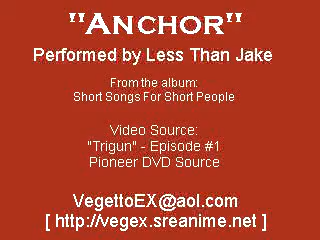 "ANCHOR"
Performed by Less Than Jake
From the album:
Short Songs For Short People
Video Source:
"Trigun" - Episode #1
Pioneer DVD Source
VegettoEX@aol.com
[ http://vegex.sreanime.net ]